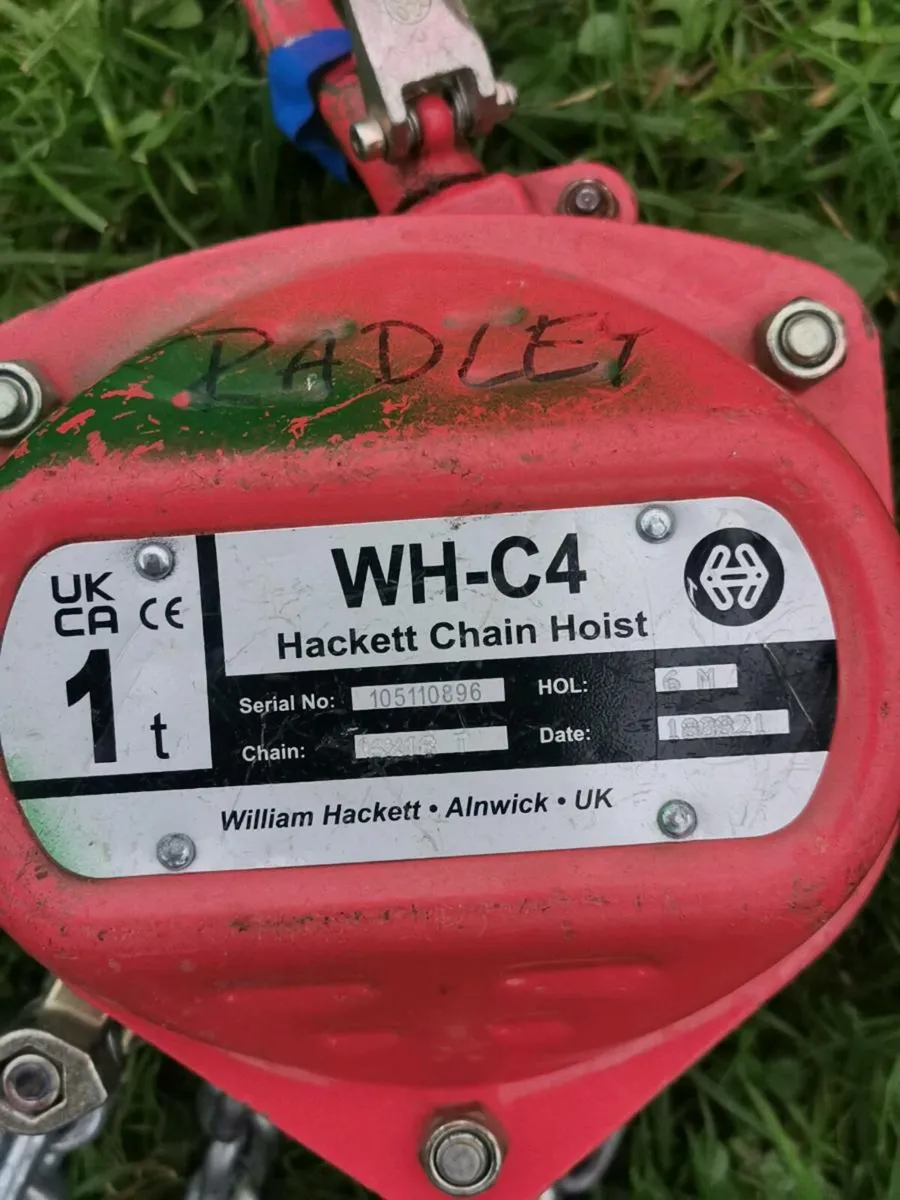 RADLEY
UK
CA CE
1 t
WH-C4
Hackett Chain Hoist
Serial No: 105110896
HOL: 6 M
Chain:
Date:
William Hackett • Alnwick • UK